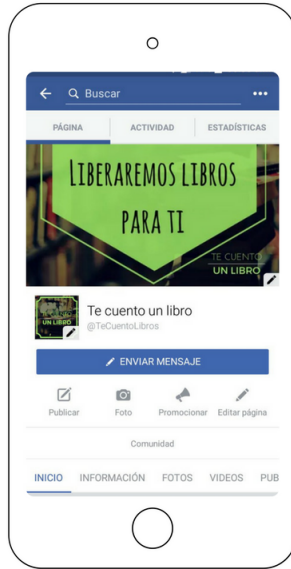 Buscar
PÁGINA ACTIVIDAD ESTADÍSTICAS
LIBERAREMOS LIBROS
PARA TI
TE CUENTO
UN LIBRO
UN LIBRO
Te cuento un libro
@TeCuentoLibros
ENVIAR MENSAJE
Publicar Foto Promocionar Editar página
Comunidad
INICIO INFORMACIÓN FOTOS VIDEOS PUB